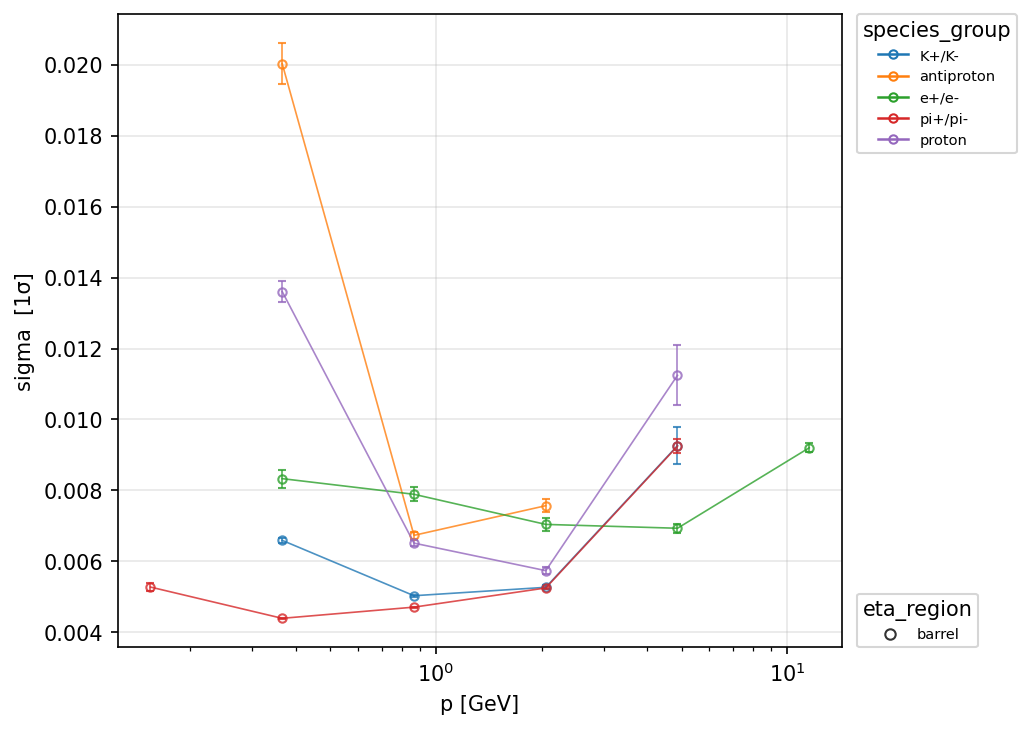 species_group
K+/K-
antiproton
e+/e-
pi+/pi-
proton
0.020
0.018
0.016
0.014
0.012
0.010
0.008
0.006
0.004
sigma [1σ]
10⁰
10¹
p [GeV]
eta_region
barrel